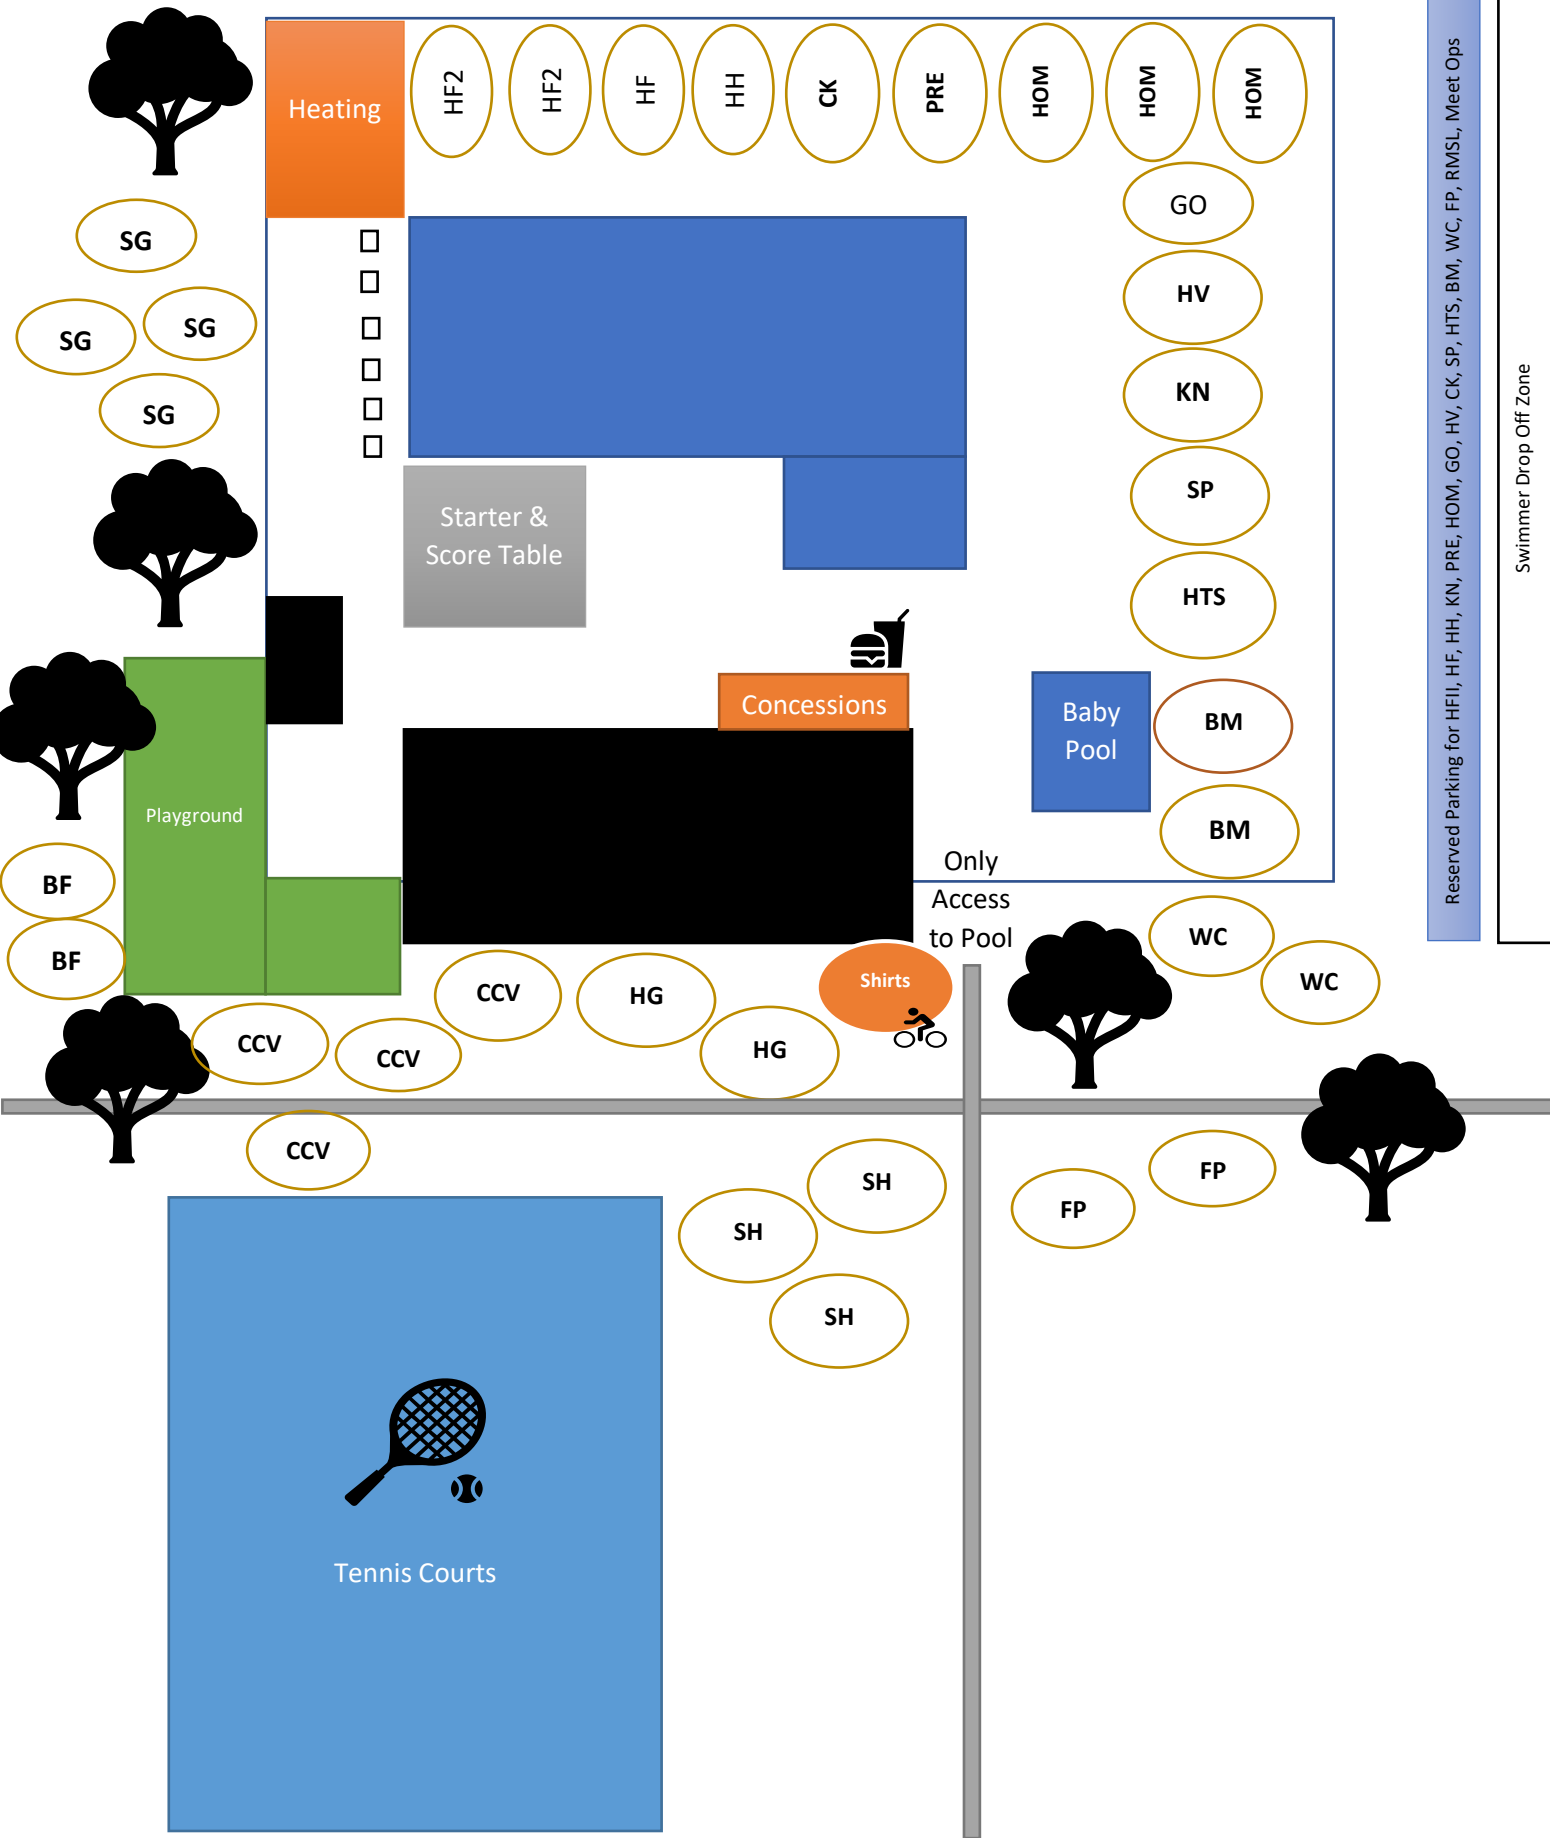 Heating
HF2
HF2
HF
HH
CK
PRE
HOM
HOM
HOM
GO
SG
SG
SG
SG
HV
KN
SP
HTS
Starter &
Score Table
Concessions
Baby
Pool
BM
BM
Playground
Only
Access
to Pool
BF
BF
WC
WC
CCV
HG
Shirts
CCV
CCV
HG
CCV
SH
SH
SH
FP
FP
Tennis Courts
Reserved Parking for HFII, HF, HH, KN, PRE, HOM, GO, HV, CK, SP, HTS, BM, WC, FP, RMSL, Meet Ops
Swimmer Drop Off Zone